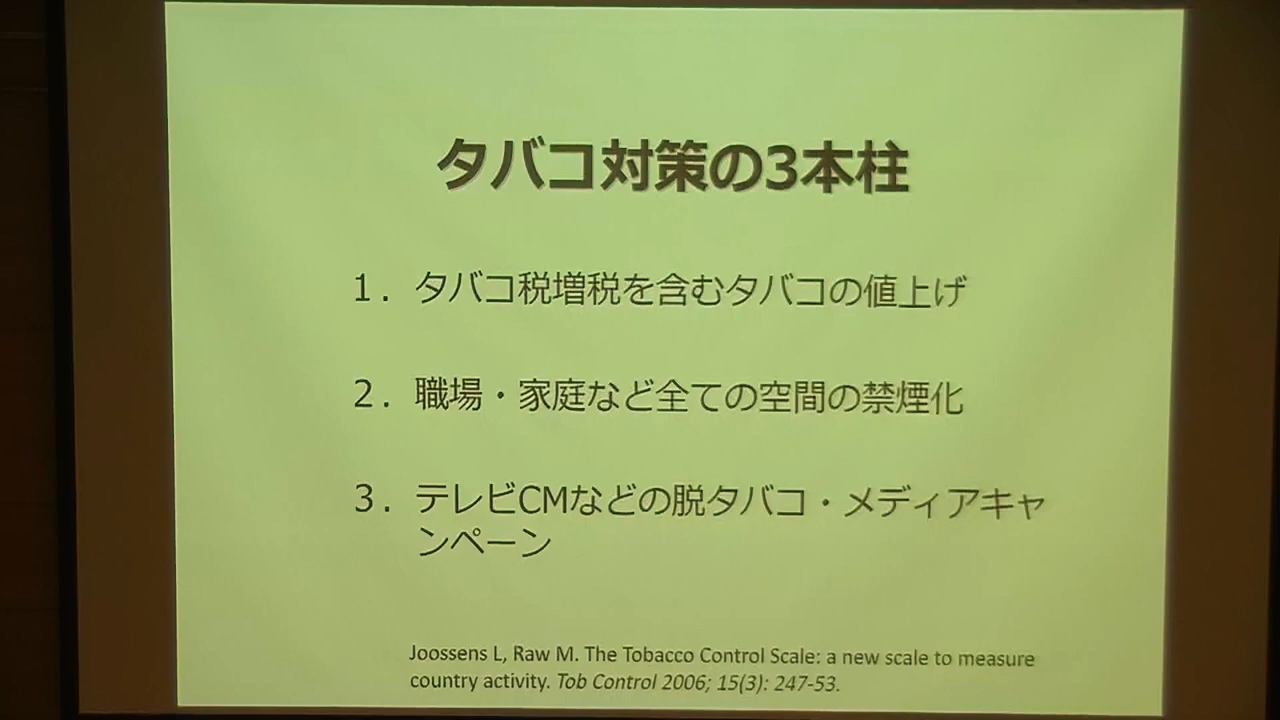 タバコ対策の3本柱
１．タバコ税増税を含むタバコの値上げ
２．職場・家庭など全ての空間の禁煙化
３．テレビCMなどの脱タバコ・メディアキャ
ンペーン
Joossens L, Raw M. The Tobacco Control Scale: a new scale to measure
country activity. Tob Control 2006; 15(3): 247-53.